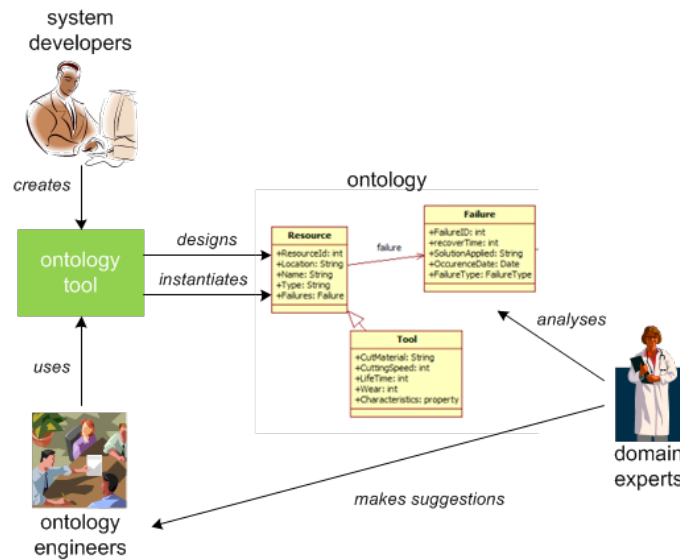 system
developers
creates
ontology
tool
designs
instantiates
uses
ontology
engineers
ontology
Resource
+ResourceId: int
+Location: String
+Name: String
+Type: String
+Failures: Failure
failure
Failure
+FailureID: int
+recoverTime: int
+SolutionApplied: String
+OccurenceDate: Date
+FailureType: FailureType
Tool
+CutMaterial: String
+CuttingSpeed: int
+LifeTime: int
+Wear: int
+Characteristics: property
analyses
domain
experts
makes suggestions